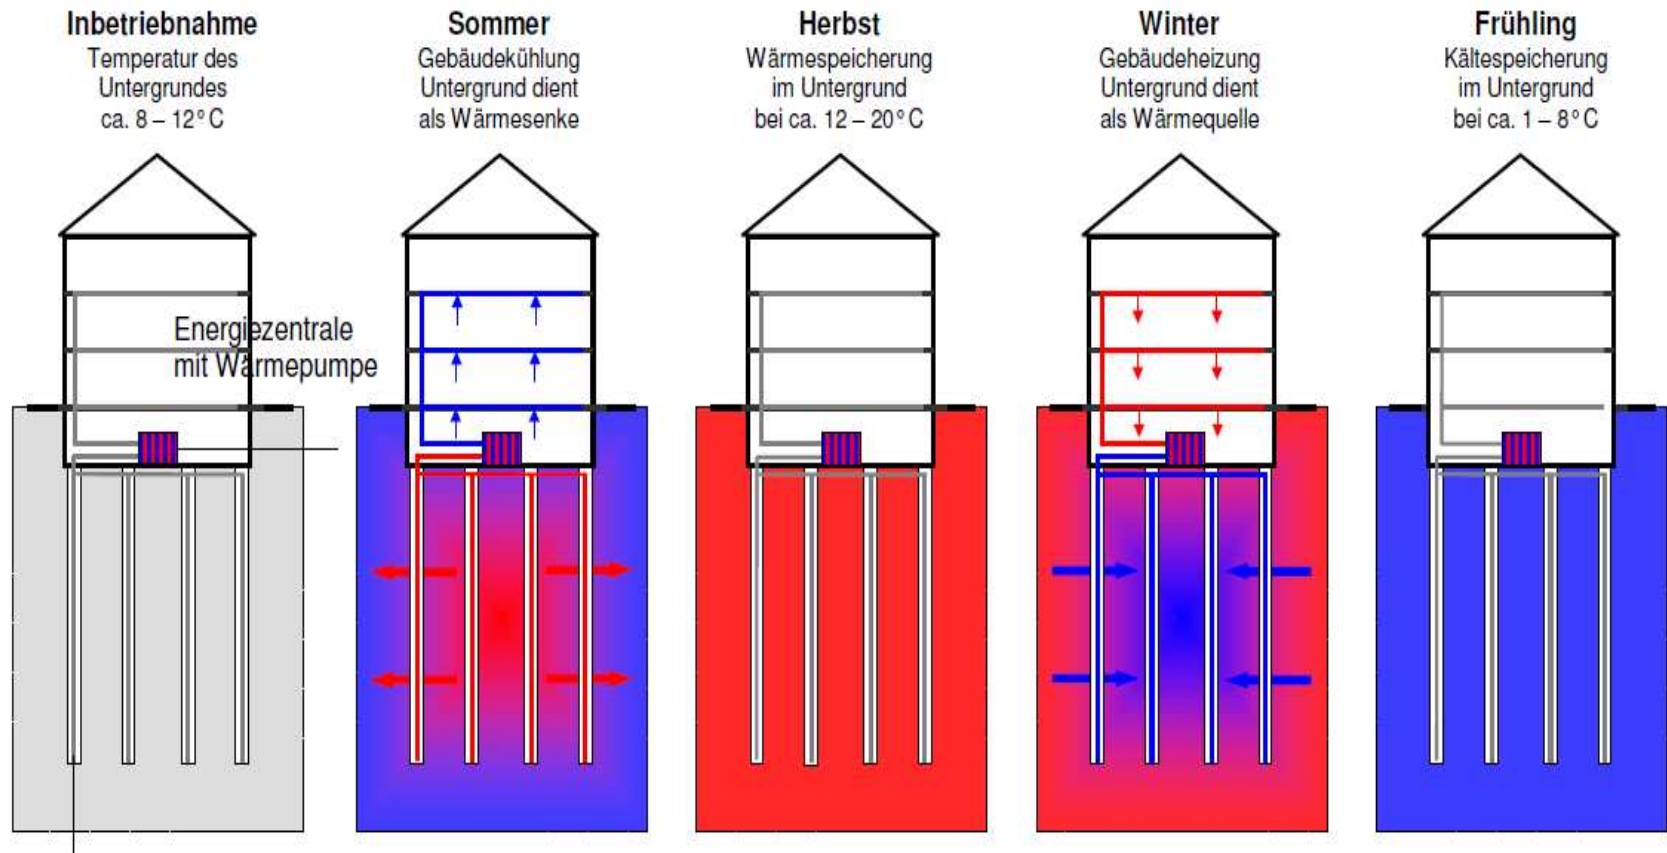 Inbetriebnahme
Temperatur des
Untergrundes
ca. 8 – 12°C
Sommer
Gebäudekühlung
Untergrund dient
als Wärmesenke
Herbst
Wärmespeicherung
im Untergrund
bei ca. 12 – 20°C
Winter
Gebäudeheizung
Untergrund dient
als Wärmequelle
Frühling
Kältespeicherung
im Untergrund
bei ca. 1 – 8°C
Energiezentrale
mit Wärmepumpe